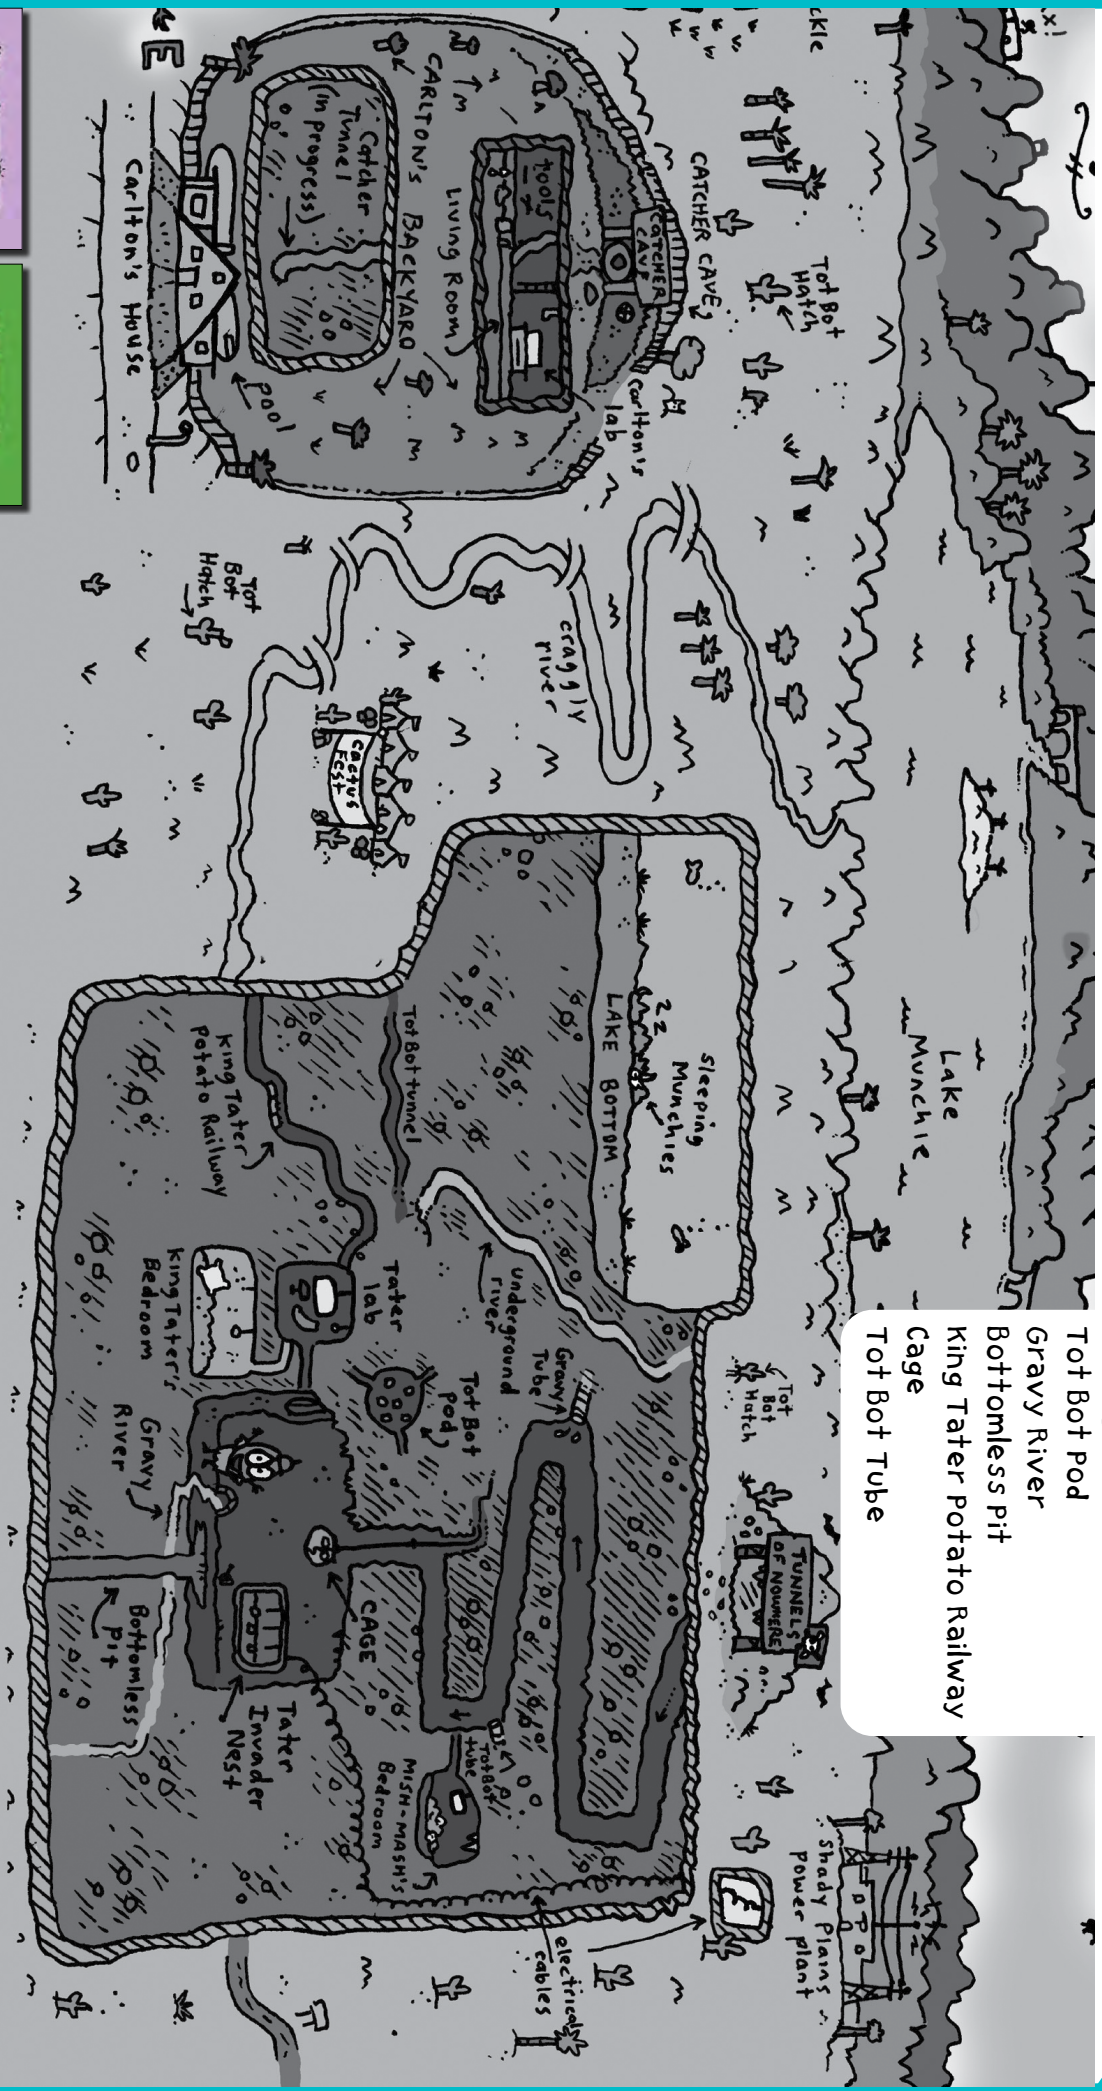 x!
ckle
E
Tot Bot Pod
Gravy River
Bottomless Pit
King Tater Potato Railway
Cage
Tot Bot Tube
Lake
Munchie
Shady Plains
power plant
Tot Bot
Hatch
CATCHER CAVE
CATCHER
CAVE
Carlton's
lab
tools
Living Room
CARLTON'S BACKYARD
Catcher
Tunnel
(in progress)
Pool
Carlton's House
craggly
river
Tot
Bot
Hatch
CACTUS
FEST
Sleeping
Munchies
ZZ
LAKE BOTTOM
Tot
Bot
Hatch
TUNNELS
OF NOWHERE
electrical
cables
Tot Bot tunnel
underground
river
Gravy
Tube
King Tater
Potato Railway
Tater
lab
Tot Bot
Pod
King Tater's
Bedroom
Gravy
River
CAGE
Tot Bot
tube
MISH-MASH'S
Bedroom
Bottomless
pit
Tater
Invader
Nest